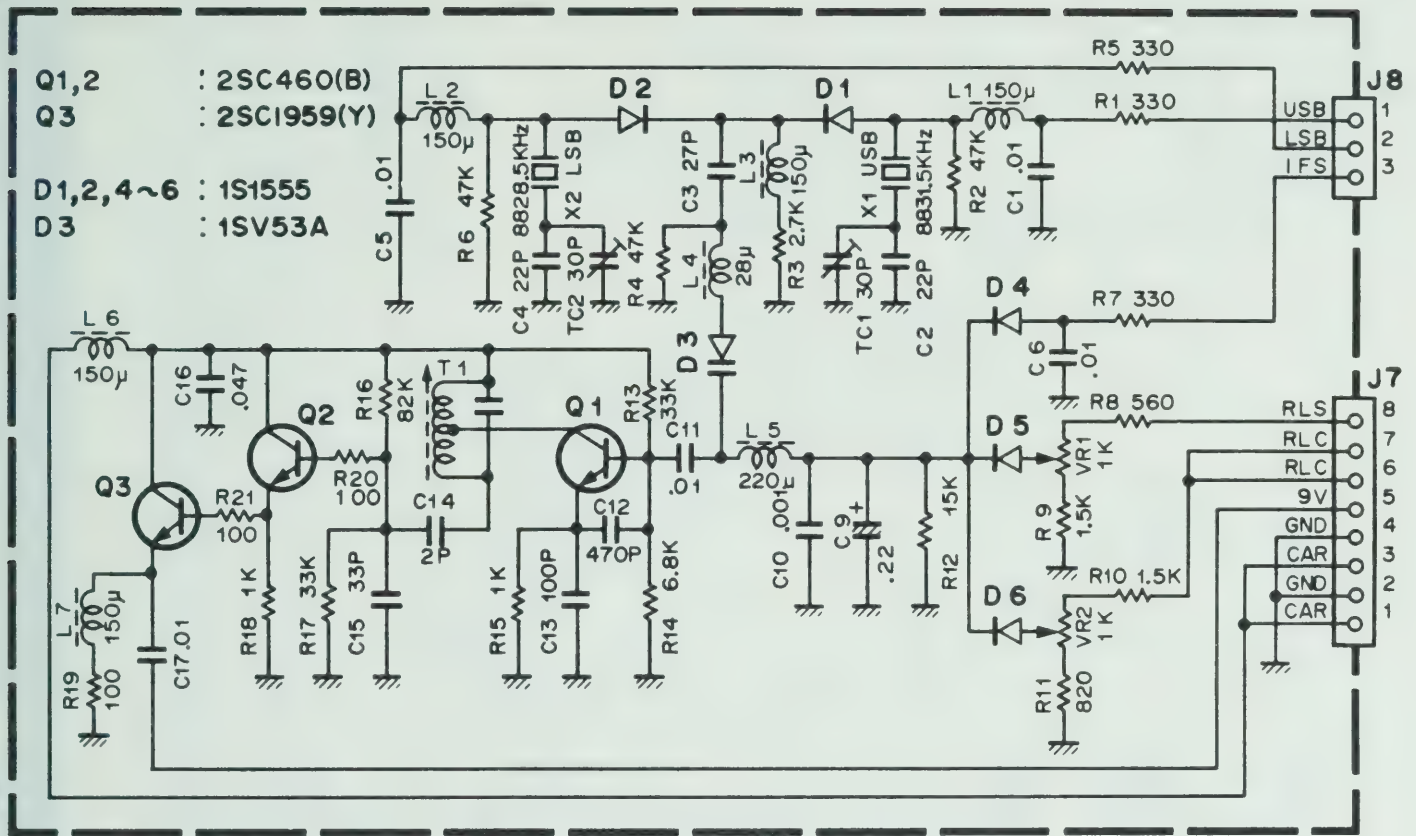 Q1,2 : 2SC460(B)
Q3 : 2SC1959(Y)
D1,2,4~6 : 1S1555
D3 : 1SV53A
R5 330
J8
L2
150µ
D2
D1
L1 150µ
R1 330
USB 1
LSB 2
IFS 3
C5 .01
R6 47K
8828.5KHz
X2 LSB
C4 22P
TC2 30P
R4 47K
C3 27P
L4
28µ
L3
150µ
R3 2.7K
X1 USB
8831.5KHz
TC1 30P
C2 22P
R2 47K
C1 .01
D3
D4
R7 330
C6 .01
L6
150µ
C16 .047
Q2
R16 82K
T1
Q1
R13 33K
C11
.01
L5
220µ
D5
R8 560
VR1 1K
R9 1.5K
J7
RLS 8
RLC 7
RLC 6
9V 5
GND 4
CAR 3
GND 2
CAR 1
Q3
R21
100
R20
100
C14
2P
C12
470P
C10 .001
C9 +
.22
R12 15K
D6
R10 1.5K
VR2 1K
R11 820
L7
150µ
R19 100
C17 .01
R18 1K
R17 33K
C15 33P
R15 1K
C13 100P
R14 6.8K